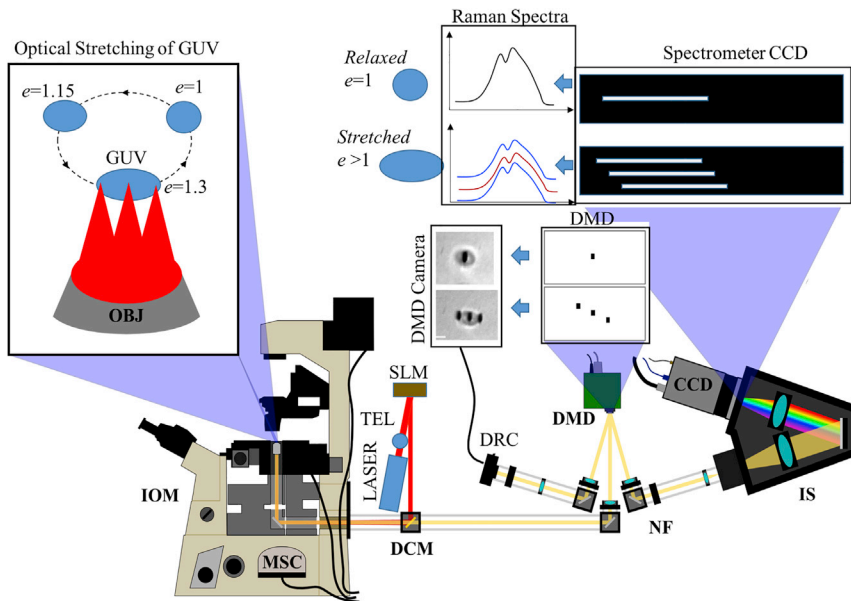 Optical Stretching of GUV
e=1.15
e=1
GUV
e=1.3
OBJ
Raman Spectra
Relaxed
e=1
Stretched
e >1
Spectrometer CCD
DMD Camera
DMD
SLM
TEL
LASER
DRC
DMD
CCD
IOM
DCM
NF
IS
MSC